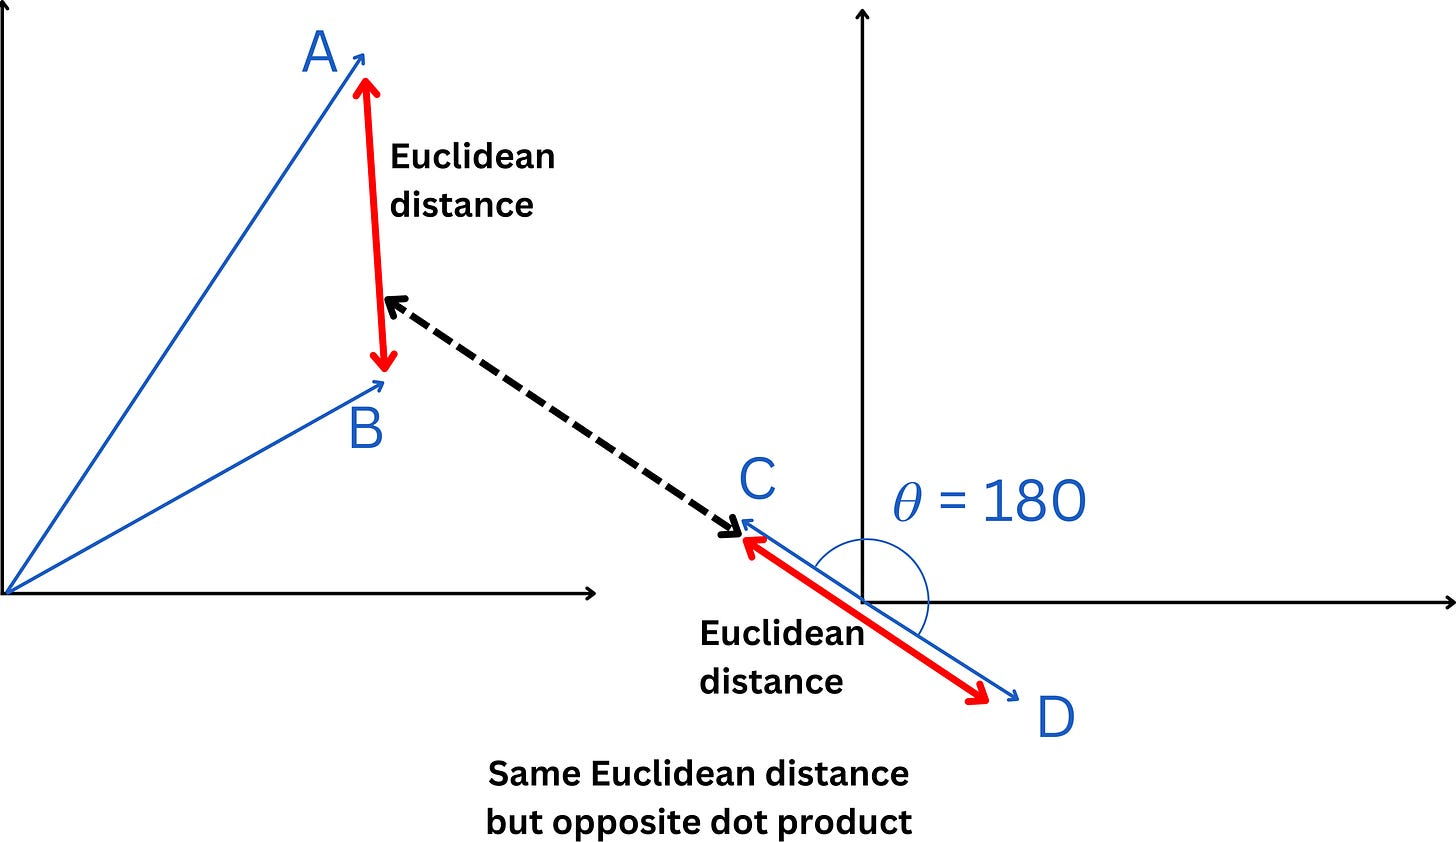 A
Euclidean
distance
B
C
θ = 180
Euclidean
distance
D
Same Euclidean distance
but opposite dot product